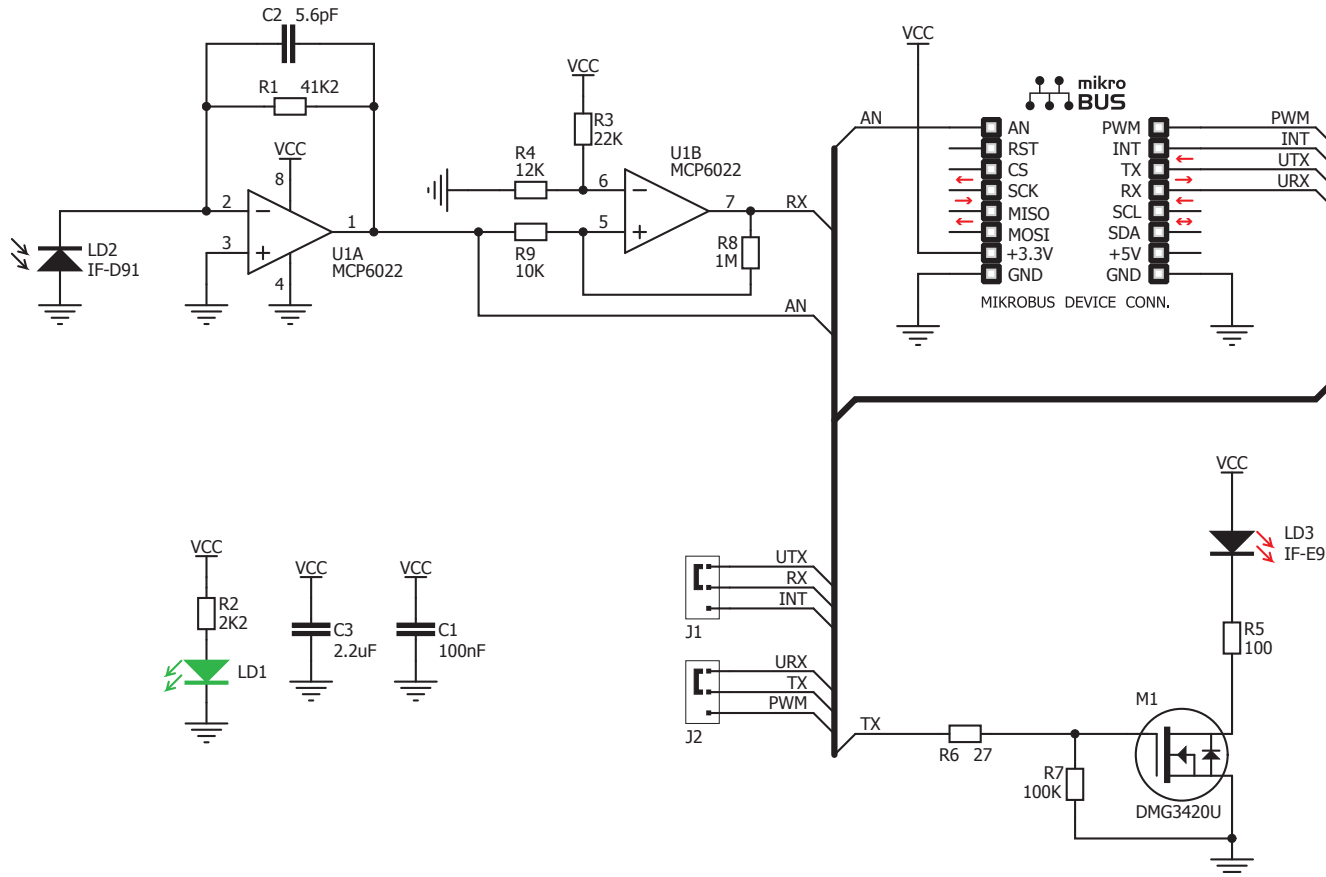 C2 5.6pF
R1 41K2
VCC
8
2
3
1
4
U1A
MCP6022
LD2
IF-D91
VCC
R3
22K
R4
12K
6
5
7
U1B
MCP6022
R9
10K
R8
1M
RX
AN
VCC
AN
mikro
BUS
AN
RST
CS
SCK
MISO
MOSI
+3.3V
GND
PWM
INT
TX
RX
SCL
SDA
+5V
GND
PWM
INT
UTX
URX
MIKROBUS DEVICE CONN.
VCC
R2
2K2
LD1
VCC
C3
2.2uF
VCC
C1
100nF
UTX
RX
INT
J1
URX
TX
PWM
J2
TX
R6 27
R7
100K
VCC
LD3
IF-E9
R5
100
M1
DMG3420U